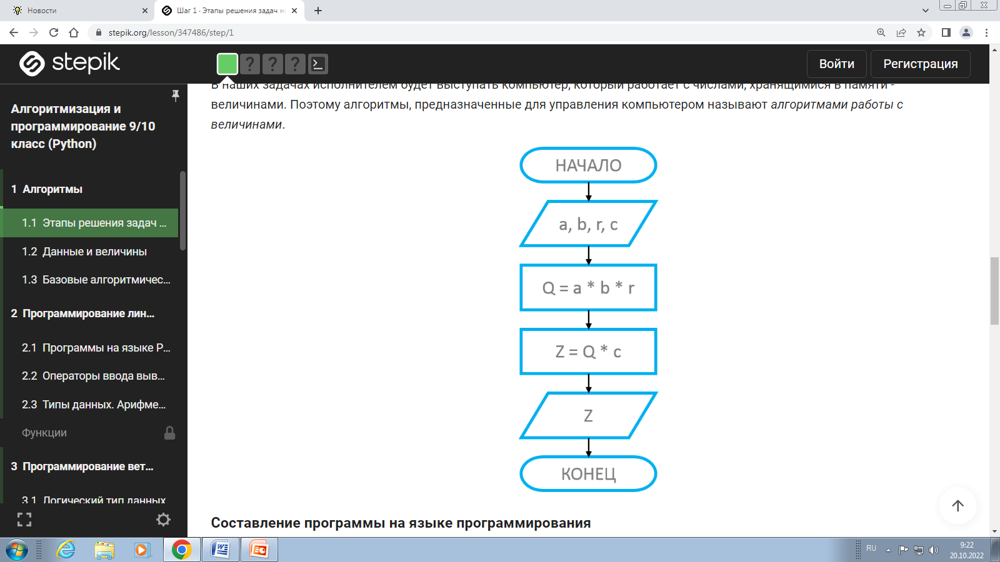 Новости
Шаг 1 · Этапы решения задач на
stepik.org/lesson/347486/step/1
stepik
? ? ?
Войти
Регистрация
Алгоритмизация и
программирование 9/10
класс (Python)
1 Алгоритмы
1.1 Этапы решения задач ...
1.2 Данные и величины
1.3 Базовые алгоритмичес...
2 Программирование лин...
2.1 Программы на языке P...
2.2 Операторы ввода выв...
2.3 Типы данных. Арифме...
Функции
3 Программирование вет...
3.1 Логический тип данных
В наших задачах исполнителем будет выступать компьютер, который работает с числами, хранящимися в памяти -
величинами. Поэтому алгоритмы, предназначенные для управления компьютером называют алгоритмами работы с
величинами.
НАЧАЛО
a, b, r, c
Q = a * b * r
Z = Q * c
Z
КОНЕЦ
Составление программы на языке программирования
RU
9:22
20.10.2022